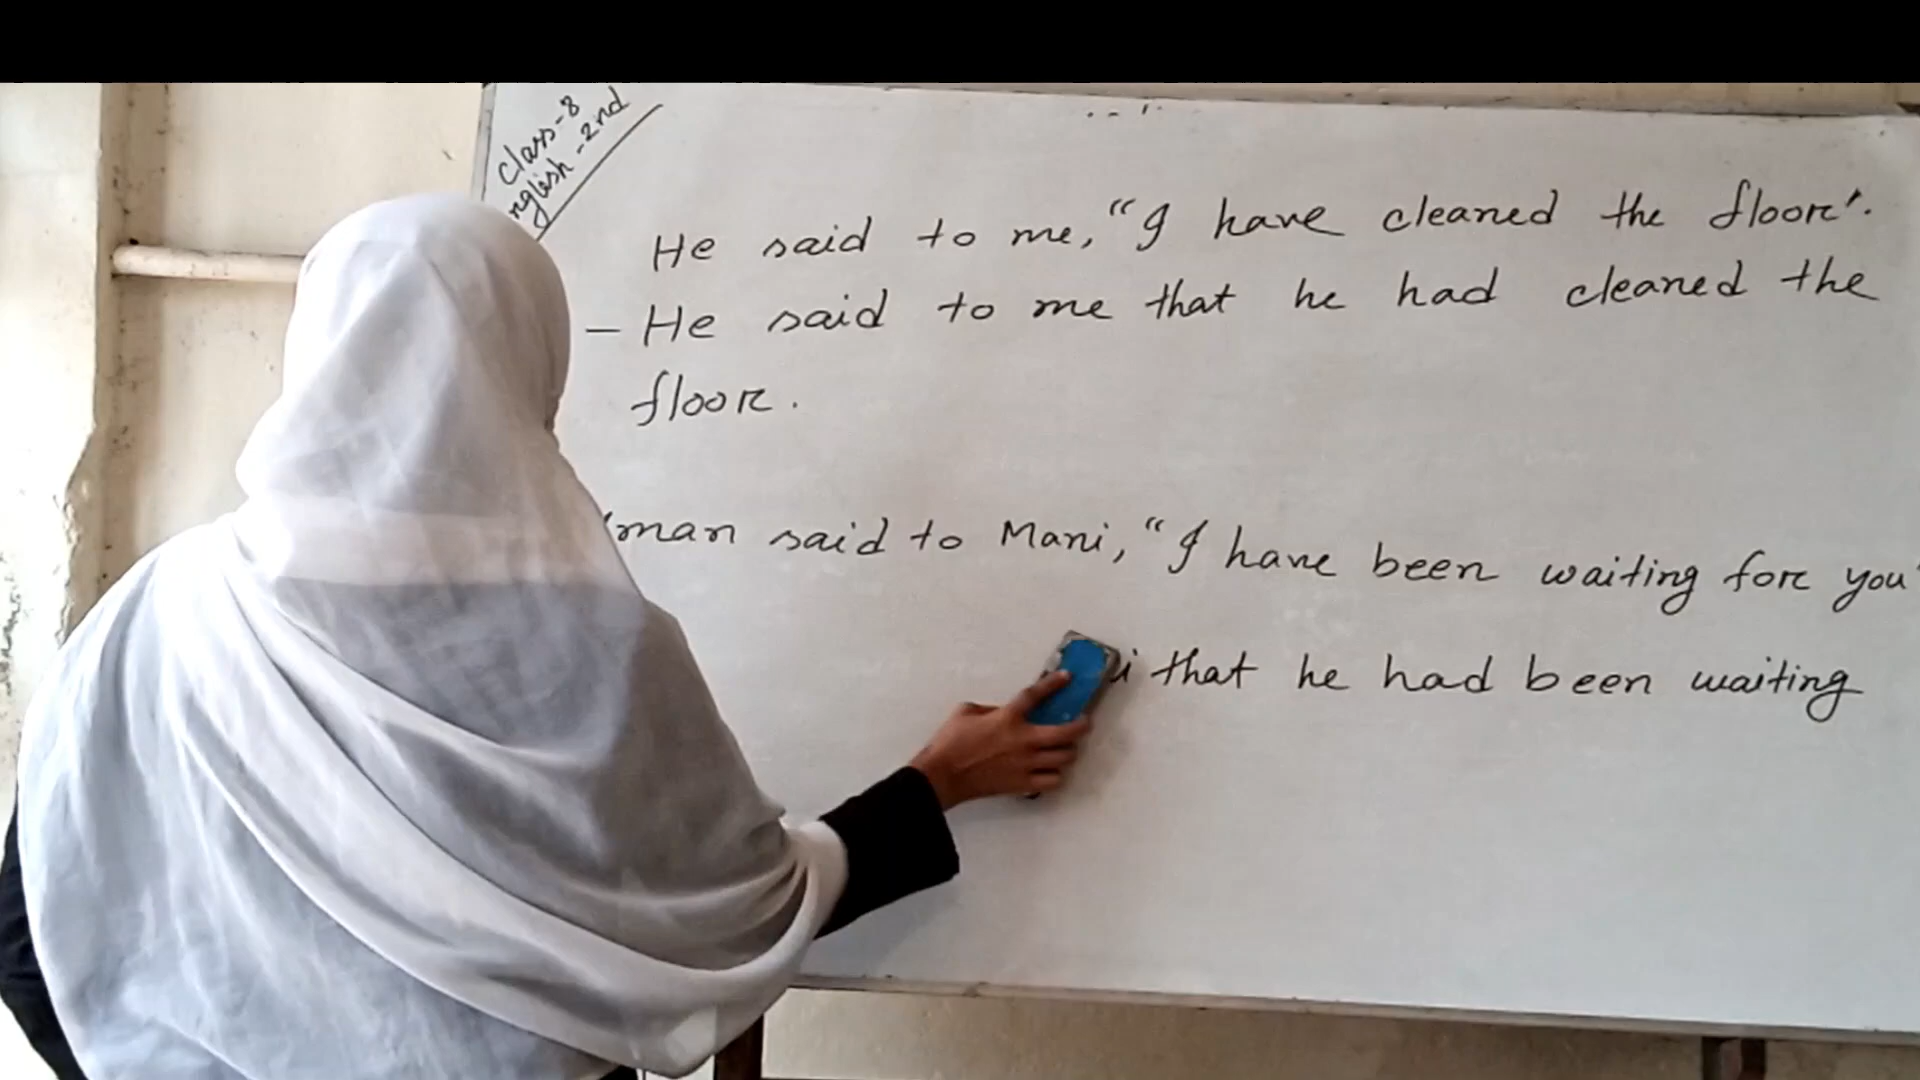 Class-8
English-2nd
He said to me, "I have cleaned the floor".
– He said to me that he had cleaned the
floor.
said to Mani, "I have been waiting for you"
that he had been waiting